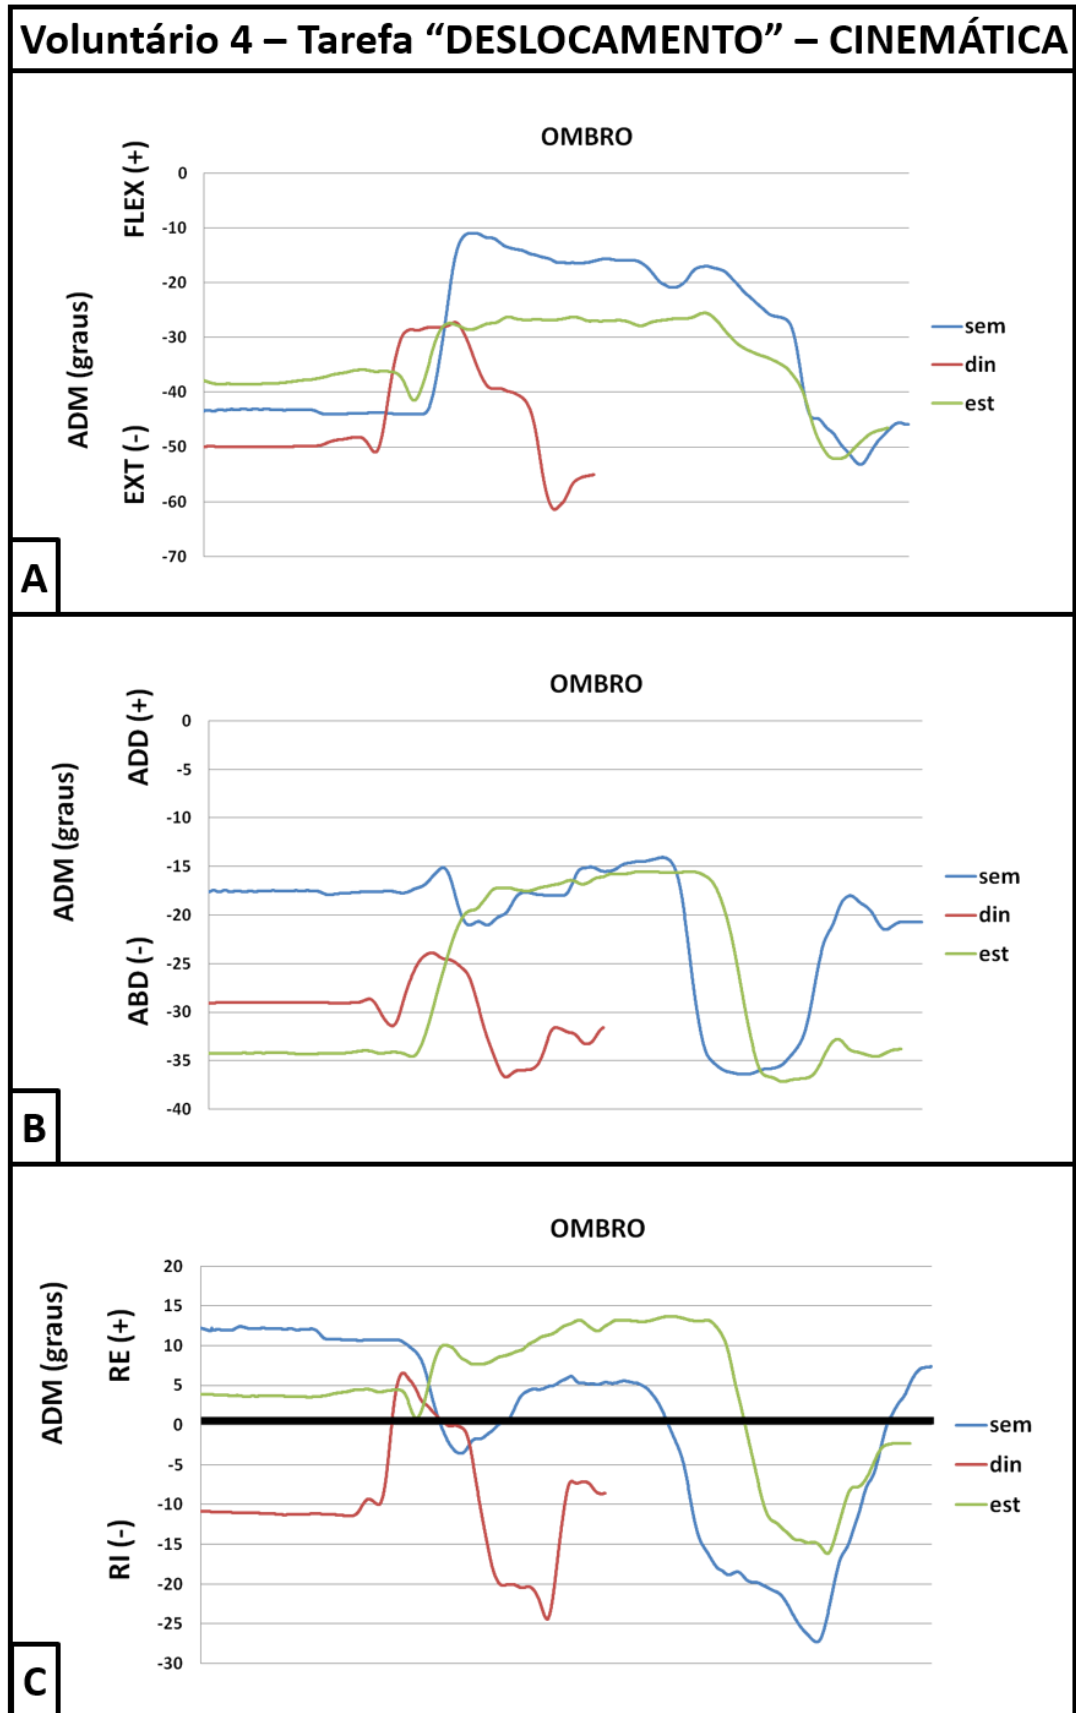 Voluntário 4 – Tarefa “DESLOCAMENTO” – CINEMÁTICA
OMBRO
FLEX (+)
ADM (graus)
EXT (-)
0
-10
-20
-30
-40
-50
-60
-70
sem
din
est
A
OMBRO
ADD (+)
ADM (graus)
ABD (-)
0
-5
-10
-15
-20
-25
-30
-35
-40
sem
din
est
B
OMBRO
ADM (graus)
RE (+)
RI (-)
20
15
10
5
0
-5
-10
-15
-20
-25
-30
sem
din
est
C